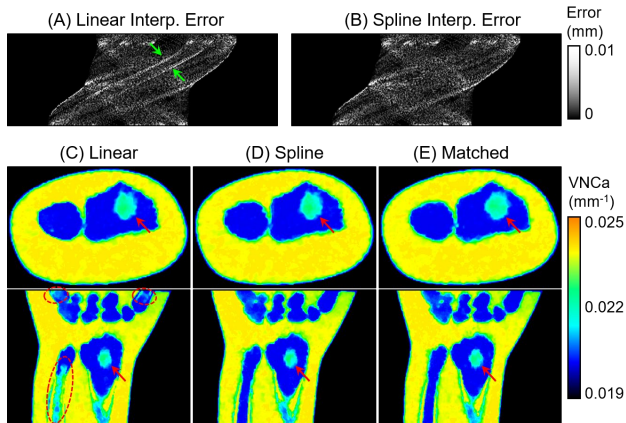 (A) Linear Interp. Error
(B) Spline Interp. Error
Error
(mm)
0.01
0
(C) Linear
(D) Spline
(E) Matched
VNCa
(mm⁻¹)
0.025
0.022
0.019